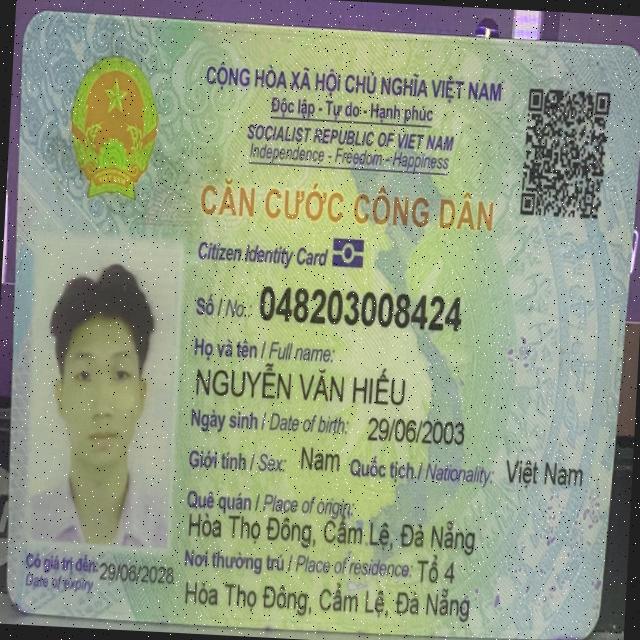 CỘNG HÒA XÃ HỘI CHỦ NGHĨA VIỆT NAM
Độc lập - Tự do - Hạnh phúc
SOCIALIST REPUBLIC OF VIET NAM
Independence - Freedom - Happiness
CĂN CƯỚC CÔNG DÂN
Citizen Identity Card
Số / No.: 048203008424
Họ và tên / Full name:
NGUYỄN VĂN HIẾU
Ngày sinh / Date of birth: 29/06/2003
Giới tính / Sex: Nam Quốc tịch / Nationality: Việt Nam
Quê quán / Place of origin:
Hòa Thọ Đông, Cẩm Lệ, Đà Nẵng
Nơi thường trú / Place of residence: Tổ 4
Hòa Thọ Đông, Cẩm Lệ, Đà Nẵng
Có giá trị đến: 29/06/2028
Date of expiry